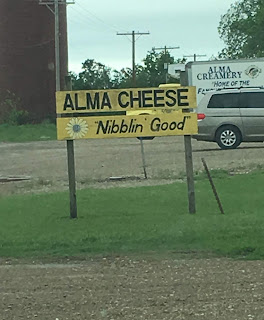 ALMA CHEESE
"Nibblin' Good"
ALMA
CREAMERY
"HOME OF THE